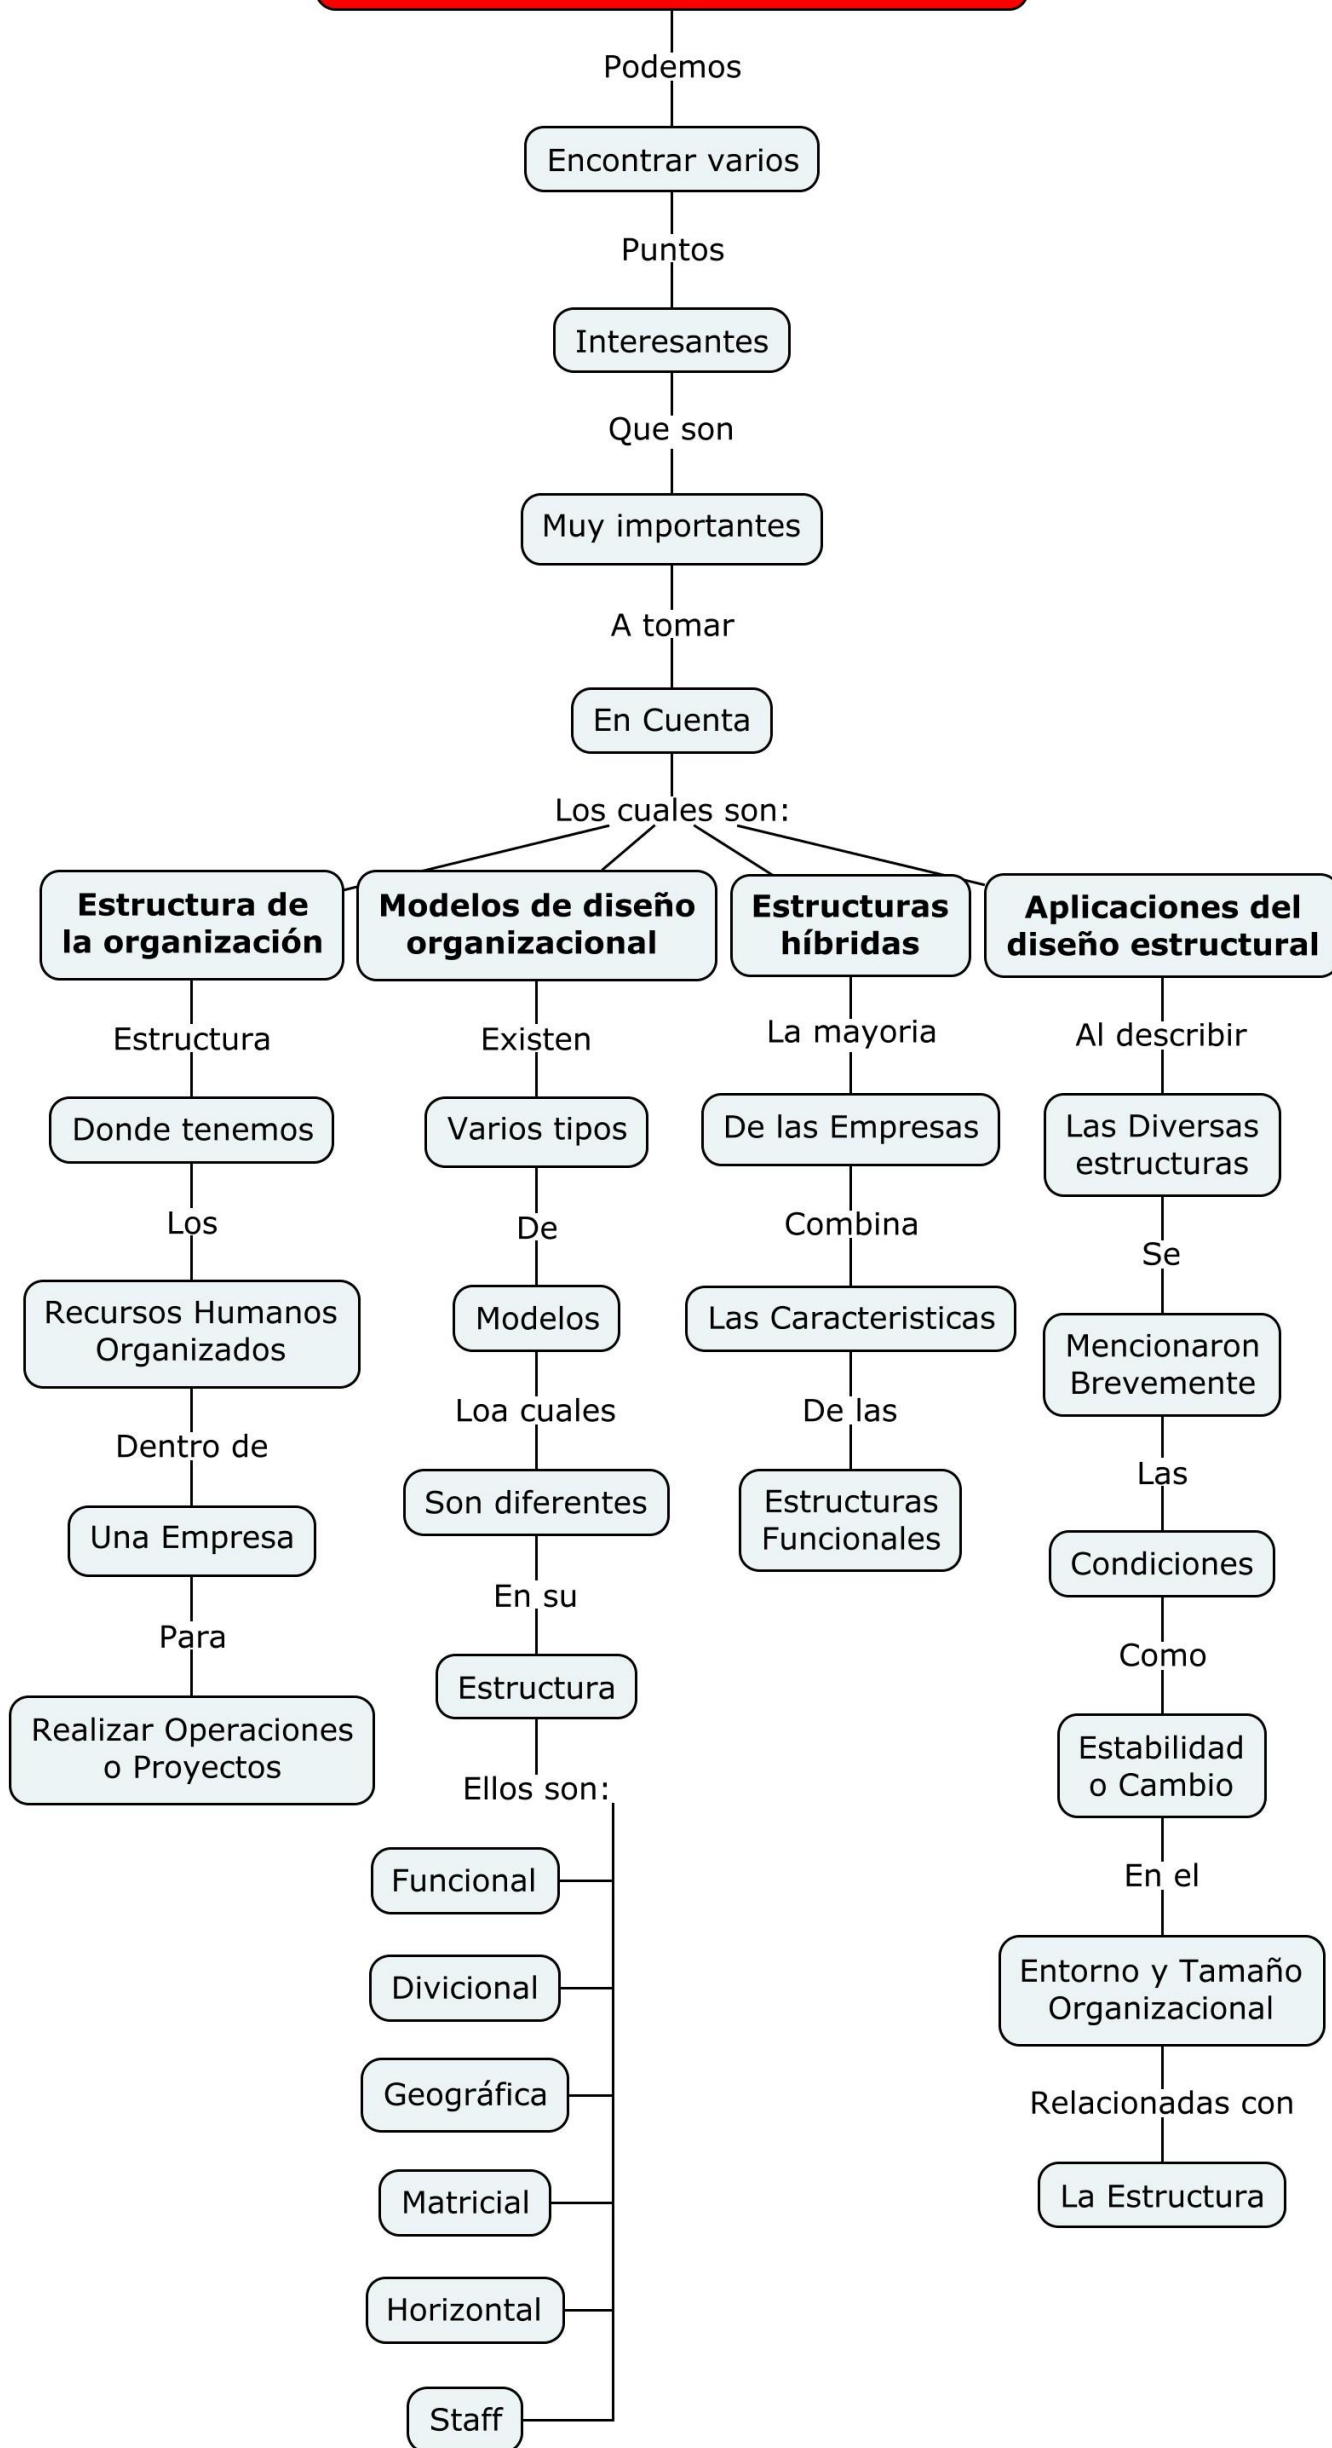 Podemos
Encontrar varios
Puntos
Interesantes
Que son
Muy importantes
A tomar
En Cuenta
Los cuales son:
Estructura de
la organización
Estructura
Donde tenemos
Los
Recursos Humanos
Organizados
Dentro de
Una Empresa
Para
Realizar Operaciones
o Proyectos
Modelos de diseño
organizacional
Existen
Varios tipos
De
Modelos
Loa cuales
Son diferentes
En su
Estructura
Ellos son:
Funcional
Divicional
Geográfica
Matricial
Horizontal
Staff
Estructuras
híbridas
La mayoria
De las Empresas
Combina
Las Caracteristicas
De las
Estructuras
Funcionales
Aplicaciones del
diseño estructural
Al describir
Las Diversas
estructuras
Se
Mencionaron
Brevemente
Las
Condiciones
Como
Estabilidad
o Cambio
En el
Entorno y Tamaño
Organizacional
Relacionadas con
La Estructura